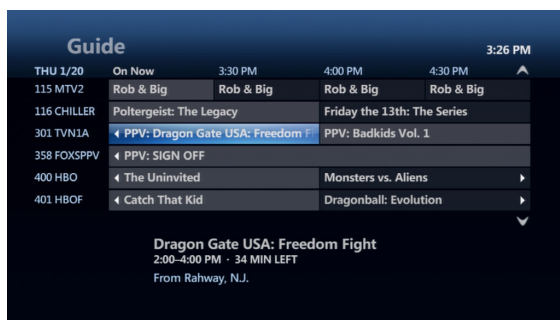 Guide
3:26 PM
THU 1/20 On Now 3:30 PM 4:00 PM 4:30 PM
115 MTV2 Rob & Big Rob & Big Rob & Big Rob & Big
116 CHILLER Poltergeist: The Legacy Friday the 13th: The Series
301 TVN1A PPV: Dragon Gate USA: Freedom F PPV: Badkids Vol. 1
358 FOXSPPV PPV: SIGN OFF
400 HBO The Uninvited Monsters vs. Aliens
401 HBOF Catch That Kid Dragonball: Evolution
Dragon Gate USA: Freedom Fight
2:00–4:00 PM · 34 MIN LEFT
From Rahway, N.J.